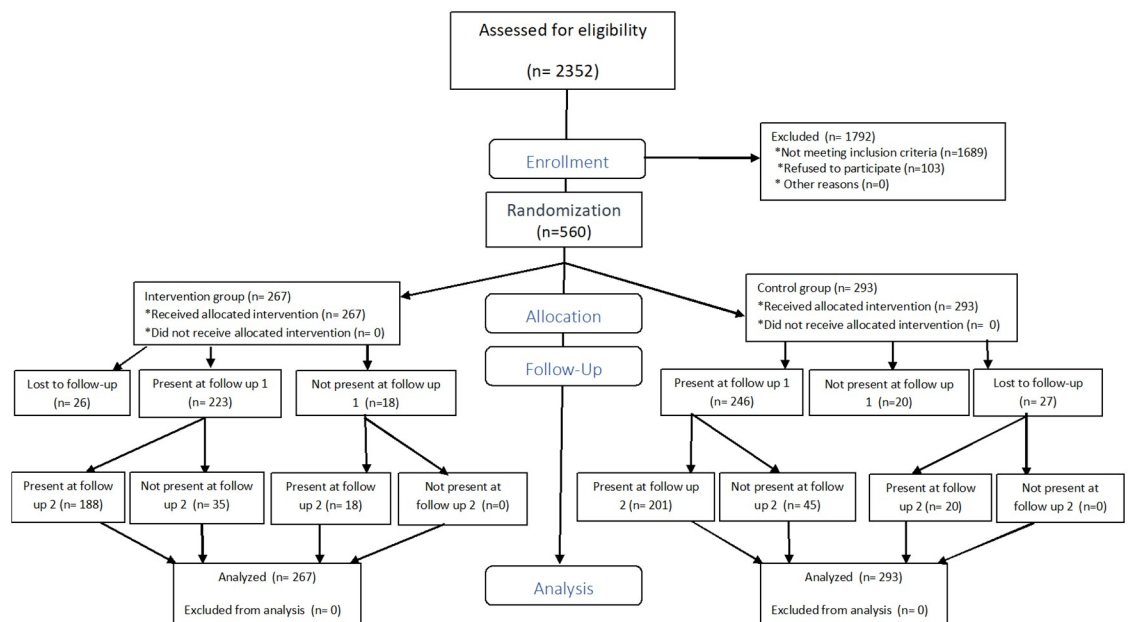 Assessed for eligibility
(n= 2352)
Enrollment
Excluded (n= 1792)
*Not meeting inclusion criteria (n=1689)
*Refused to participate (n=103)
* Other reasons (n=0)
Randomization
(n=560)
Intervention group (n= 267)
*Received allocated intervention (n= 267)
*Did not receive allocated intervention (n= 0)
Allocation
Control group (n= 293)
*Received allocated intervention (n= 293)
*Did not receive allocated intervention (n= 0)
Follow-Up
Lost to follow-up
(n= 26)
Present at follow up 1
(n= 223)
Not present at follow up
1 (n=18)
Present at follow up 1
(n= 246)
Not present at follow up
1 (n=20)
Lost to follow-up
(n= 27)
Present at follow
up 2 (n= 188)
Not present at follow
up 2 (n= 35)
Present at follow
up 2 (n= 18)
Not present at
follow up 2 (n=0)
Present at follow up
2 (n= 201)
Not present at follow
up 2 (n= 45)
Present at follow
up 2 (n= 20)
Not present at
follow up 2 (n=0)
Analyzed (n= 267)
Excluded from analysis (n= 0)
Analysis
Analyzed (n= 293)
Excluded from analysis (n= 0)